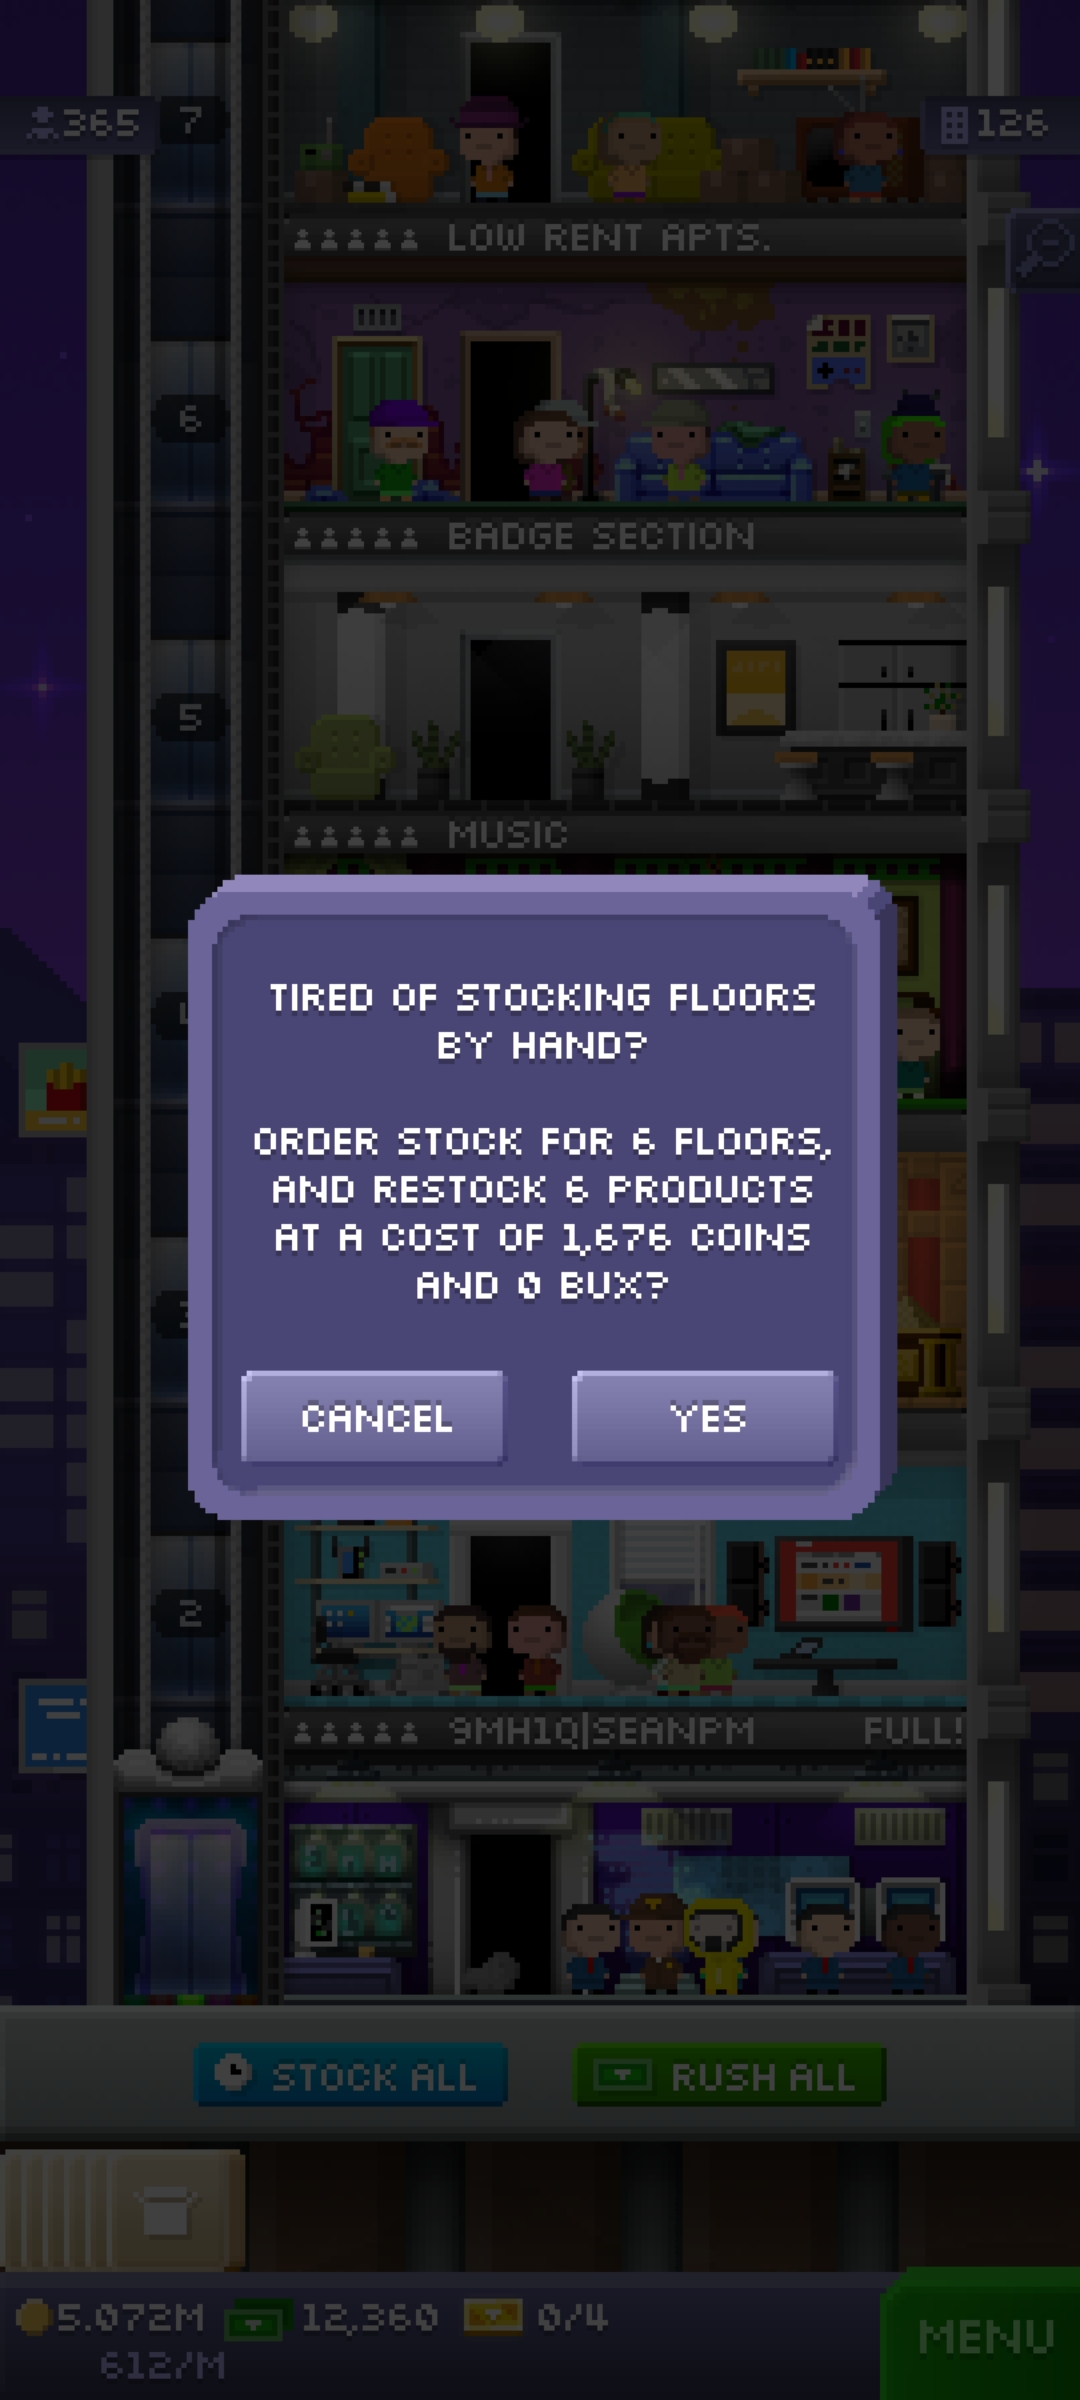 365
7
126
LOW RENT APTS.
6
BADGE SECTION
5
MUSIC
TIRED OF STOCKING FLOORS
BY HAND?
ORDER STOCK FOR 6 FLOORS,
AND RESTOCK 6 PRODUCTS
AT A COST OF 1,676 COINS
AND 0 BUX?
CANCEL
YES
2
9MH1Q|SEANPM
FULL!
STOCK ALL
RUSH ALL
5.072M
12,360
0/4
612/M
MENU